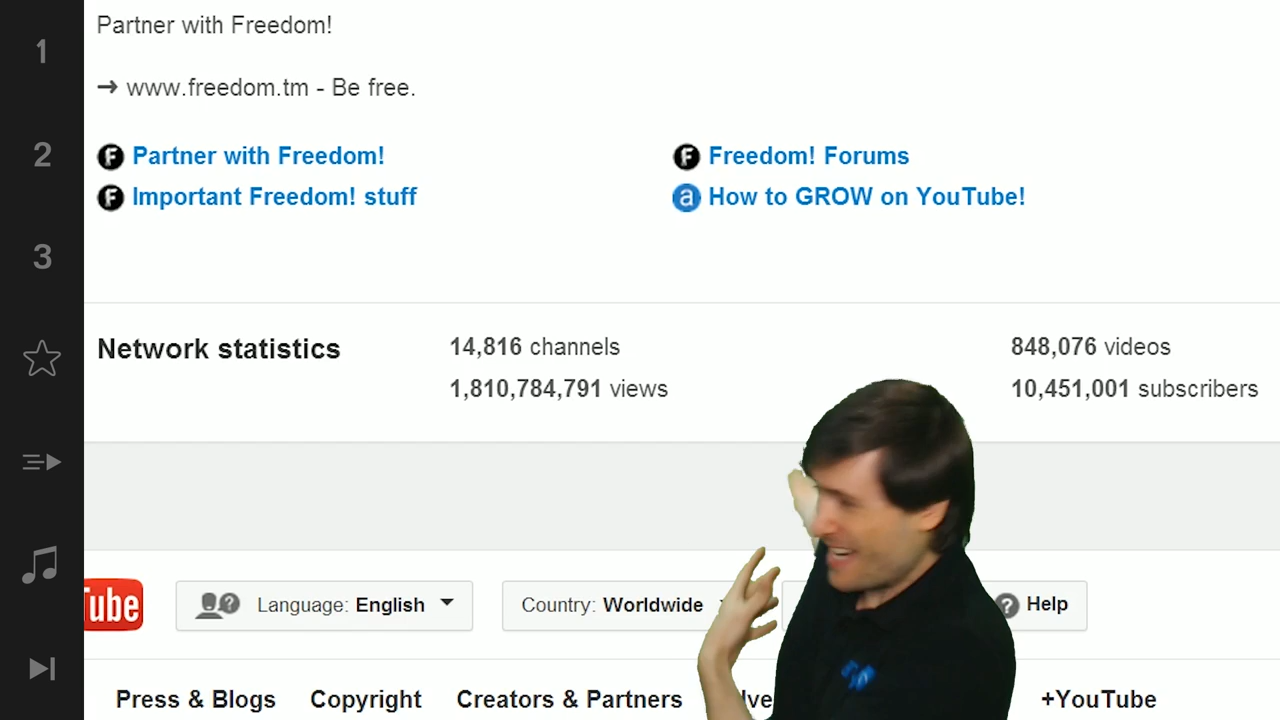 1
Partner with Freedom!
➞ www.freedom.tm - Be free.
2
Partner with Freedom!
Freedom! Forums
Important Freedom! stuff
How to GROW on YouTube!
3
Network statistics
14,816 channels
848,076 videos
1,810,784,791 views
10,451,001 subscribers
Tube
Language: English
Country: Worldwide
Help
Press & Blogs
Copyright
Creators & Partners
+YouTube